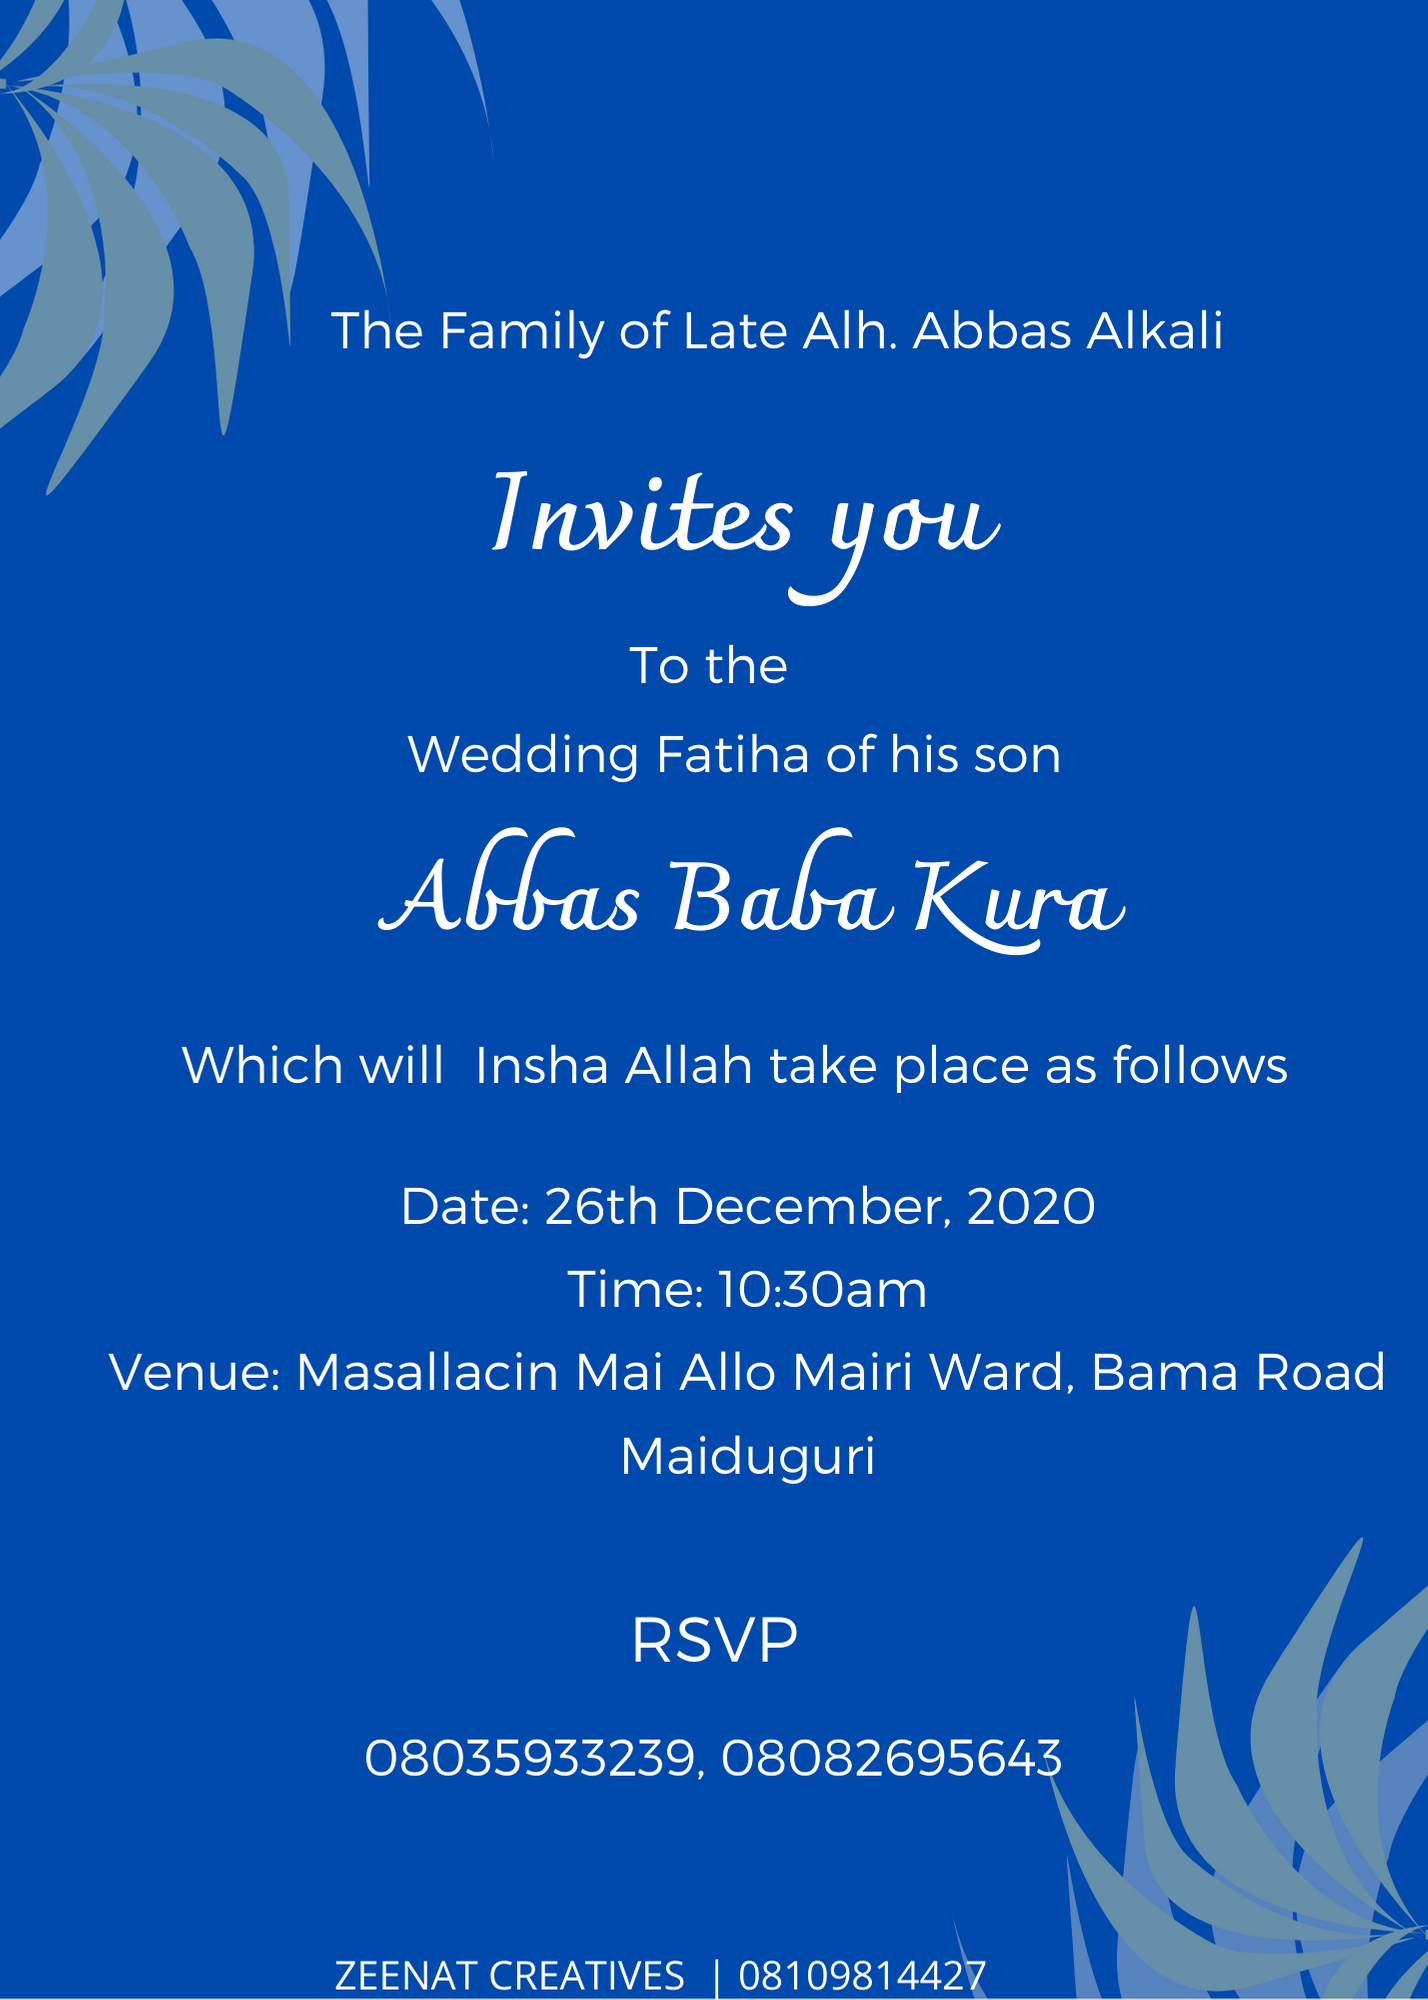 The Family of Late Alh. Abbas Alkali
Invites you
To the
Wedding Fatiha of his son
Abbas Baba Kura
Which will  Insha Allah take place as follows
Date: 26th December, 2020
Time: 10:30am
Venue: Masallacin Mai Allo Mairi Ward, Bama Road
Maiduguri
RSVP
08035933239, 08082695643
ZEENAT CREATIVES  | 08109814427